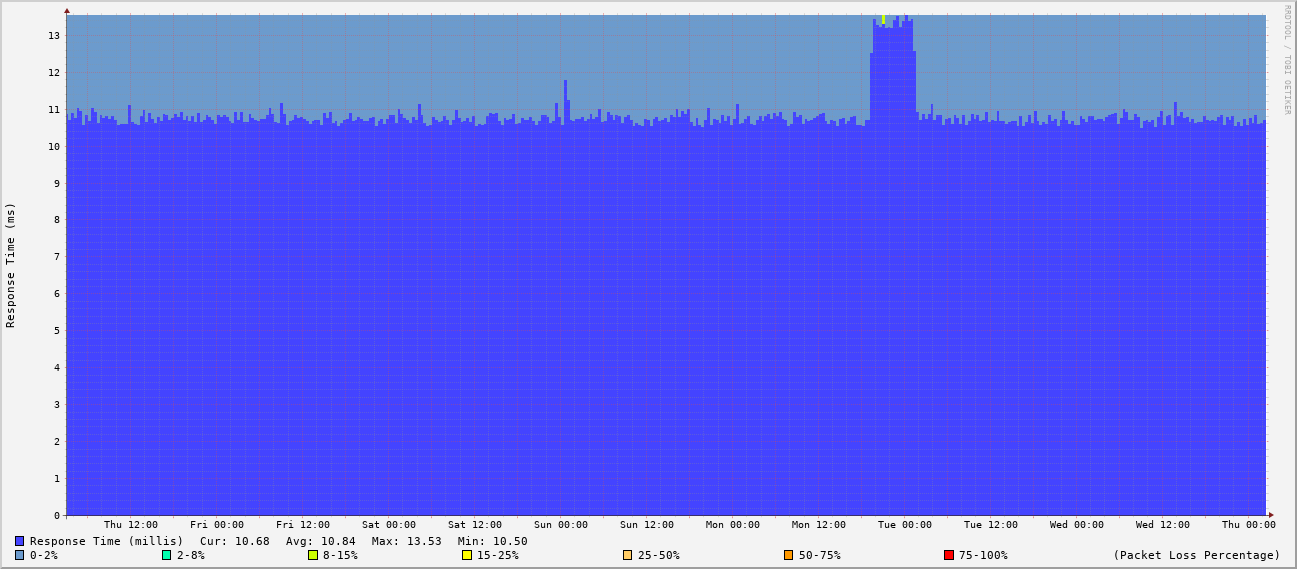 RRDTOOL / TOBI OETIKER
Response Time (ms)
13
12
11
10
9
8
7
6
5
4
3
2
1
0
Thu 12:00 Fri 00:00 Fri 12:00 Sat 00:00 Sat 12:00 Sun 00:00 Sun 12:00 Mon 00:00 Mon 12:00 Tue 00:00 Tue 12:00 Wed 00:00 Wed 12:00 Thu 00:00
Response Time (millis) Cur: 10.68 Avg: 10.84 Max: 13.53 Min: 10.50
0-2% 2-8% 8-15% 15-25% 25-50% 50-75% 75-100% (Packet Loss Percentage)